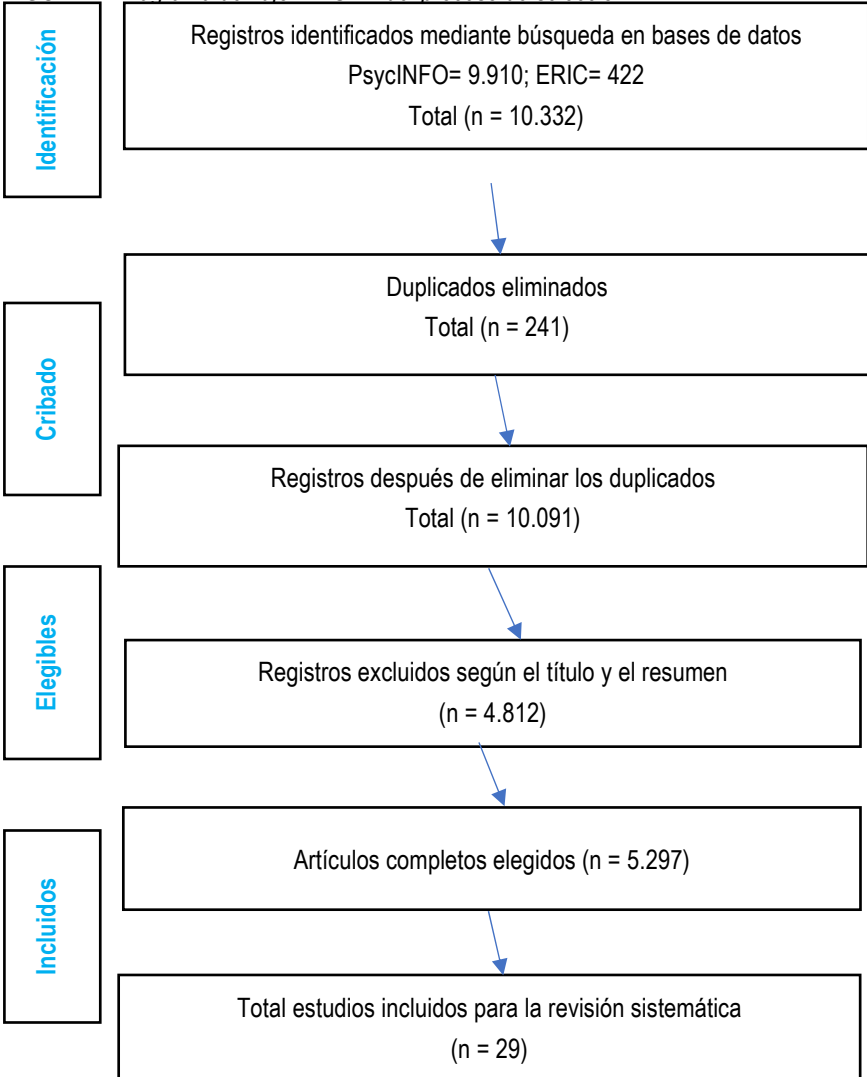 Identificación
Registros identificados mediante búsqueda en bases de datos
PsycINFO= 9.910; ERIC= 422
Total (n = 10.332)
Cribado
Duplicados eliminados
Total (n = 241)
Registros después de eliminar los duplicados
Total (n = 10.091)
Elegibles
Registros excluidos según el título y el resumen
(n = 4.812)
Incluidos
Artículos completos elegidos (n = 5.297)
Total estudios incluidos para la revisión sistemática
(n = 29)